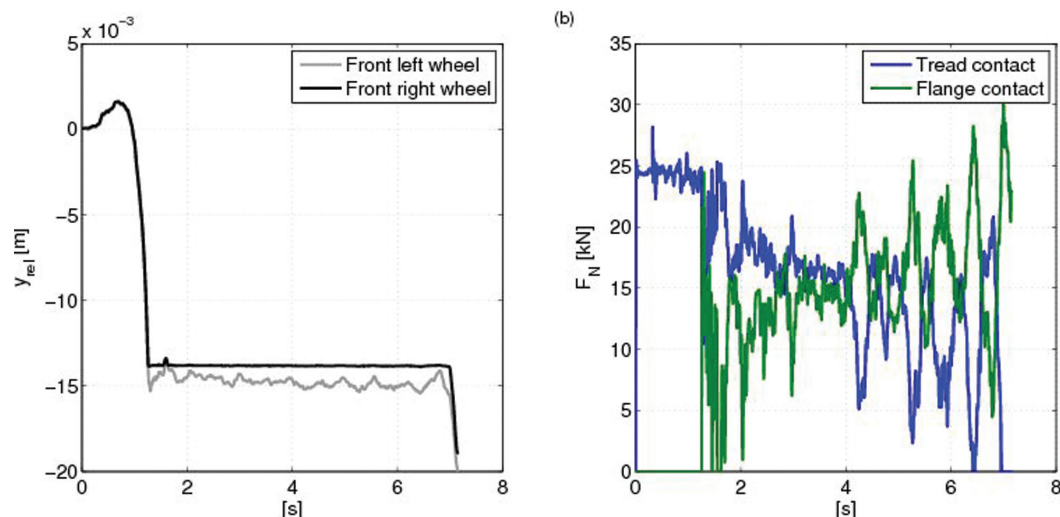 (b)
5 × 10⁻³
Front left wheel
Front right wheel
0
−5
−10
−15
−20
y_rel [m]
0 2 4 6 8
[s]
35
Tread contact
Flange contact
30
25
20
15
10
5
0
F_N [kN]
0 2 4 6 8
[s]